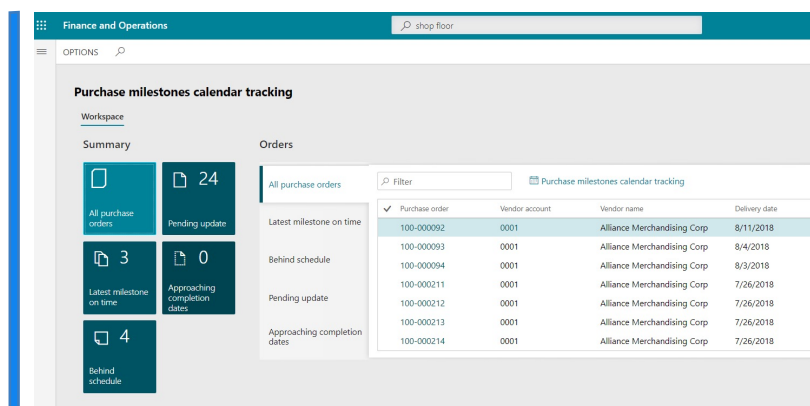 Finance and Operations
shop floor
OPTIONS
Purchase milestones calendar tracking
Workspace
Summary
All purchase
orders
24
Pending update
3
Latest milestone
on time
0
Approaching
completion
dates
4
Behind
schedule
Orders
All purchase orders
Latest milestone on time
Behind schedule
Pending update
Approaching completion
dates
Filter
Purchase milestones calendar tracking
Purchase order Vendor account Vendor name Delivery date
100-000092 0001 Alliance Merchandising Corp 8/11/2018
100-000093 0001 Alliance Merchandising Corp 8/4/2018
100-000094 0001 Alliance Merchandising Corp 8/3/2018
100-000211 0001 Alliance Merchandising Corp 7/26/2018
100-000212 0001 Alliance Merchandising Corp 7/26/2018
100-000213 0001 Alliance Merchandising Corp 7/26/2018
100-000214 0001 Alliance Merchandising Corp 7/26/2018